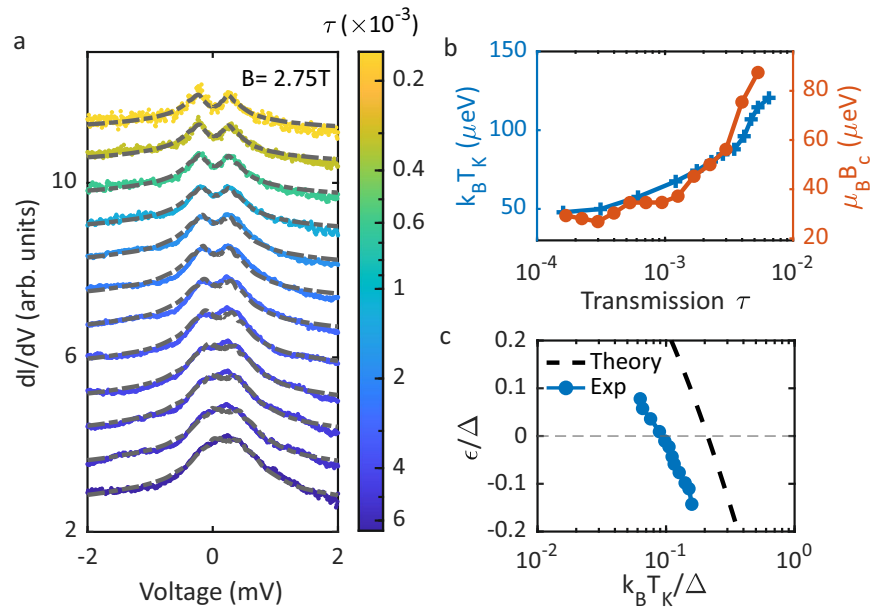 a
τ (×10⁻³)
B= 2.75T
dI/dV (arb. units)
10
6
2
-2
0
2
Voltage (mV)
0.2
0.4
0.6
1
2
4
6
b
k_BT_K (μeV)
150
100
50
μ_BB_c (μeV)
80
60
40
20
10⁻⁴
10⁻³
10⁻²
Transmission τ
c
Theory
Exp
ϵ/Δ
0.2
0.1
0
-0.1
-0.2
10⁻²
10⁻¹
10⁰
k_BT_K/Δ